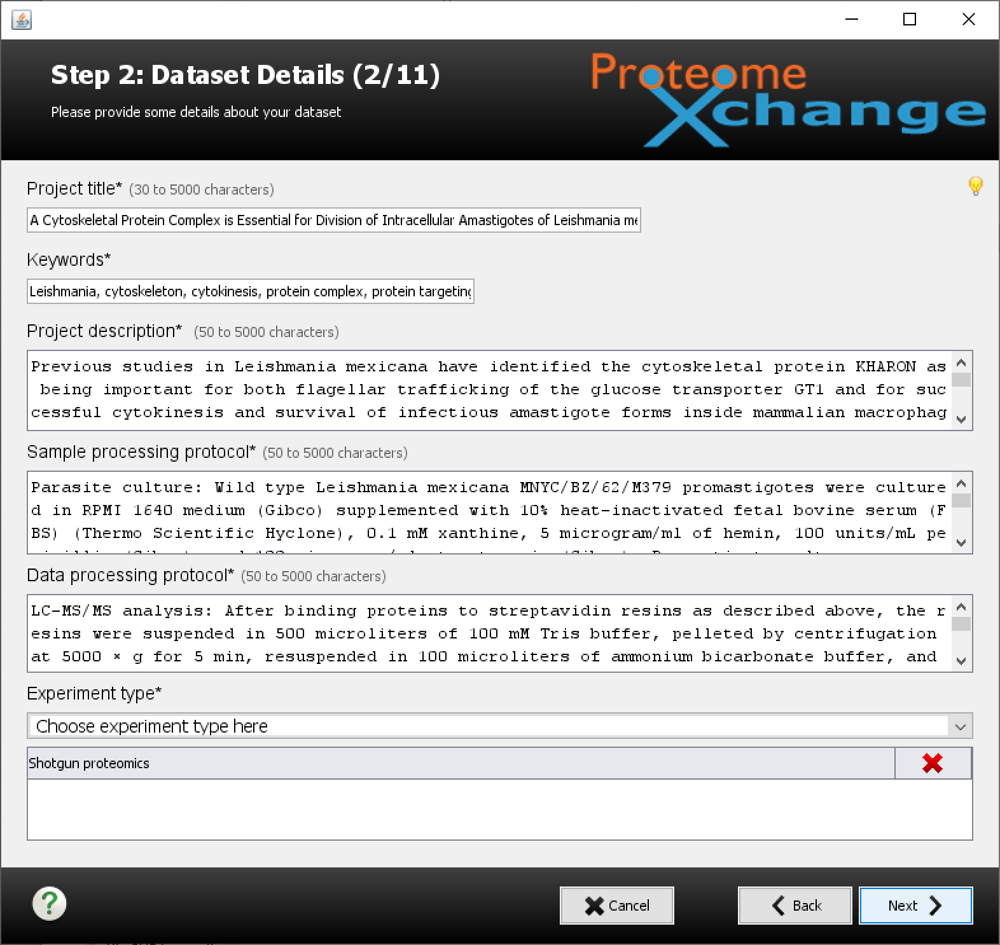 Step 2: Dataset Details (2/11)
Please provide some details about your dataset
Proteome
Xchange
Project title* (30 to 5000 characters)
A Cytoskeletal Protein Complex is Essential for Division of Intracellular Amastigotes of Leishmania me
Keywords*
Leishmania, cytoskeleton, cytokinesis, protein complex, protein targeting
Project description* (50 to 5000 characters)
Previous studies in Leishmania mexicana have identified the cytoskeletal protein KHARON as
being important for both flagellar trafficking of the glucose transporter GT1 and for suc
cessful cytokinesis and survival of infectious amastigote forms inside mammalian macrophag
Sample processing protocol* (50 to 5000 characters)
Parasite culture: Wild type Leishmania mexicana MNYC/BZ/62/M379 promastigotes were culture
d in RPMI 1640 medium (Gibco) supplemented with 10% heat-inactivated fetal bovine serum (F
BS) (Thermo Scientific Hyclone), 0.1 mM xanthine, 5 microgram/ml of hemin, 100 units/mL pe
Data processing protocol* (50 to 5000 characters)
LC-MS/MS analysis: After binding proteins to streptavidin resins as described above, the r
esins were suspended in 500 microliters of 100 mM Tris buffer, pelleted by centrifugation
at 5000 × g for 5 min, resuspended in 100 microliters of ammonium bicarbonate buffer, and
Experiment type*
Choose experiment type here
Shotgun proteomics
?
Cancel
Back
Next